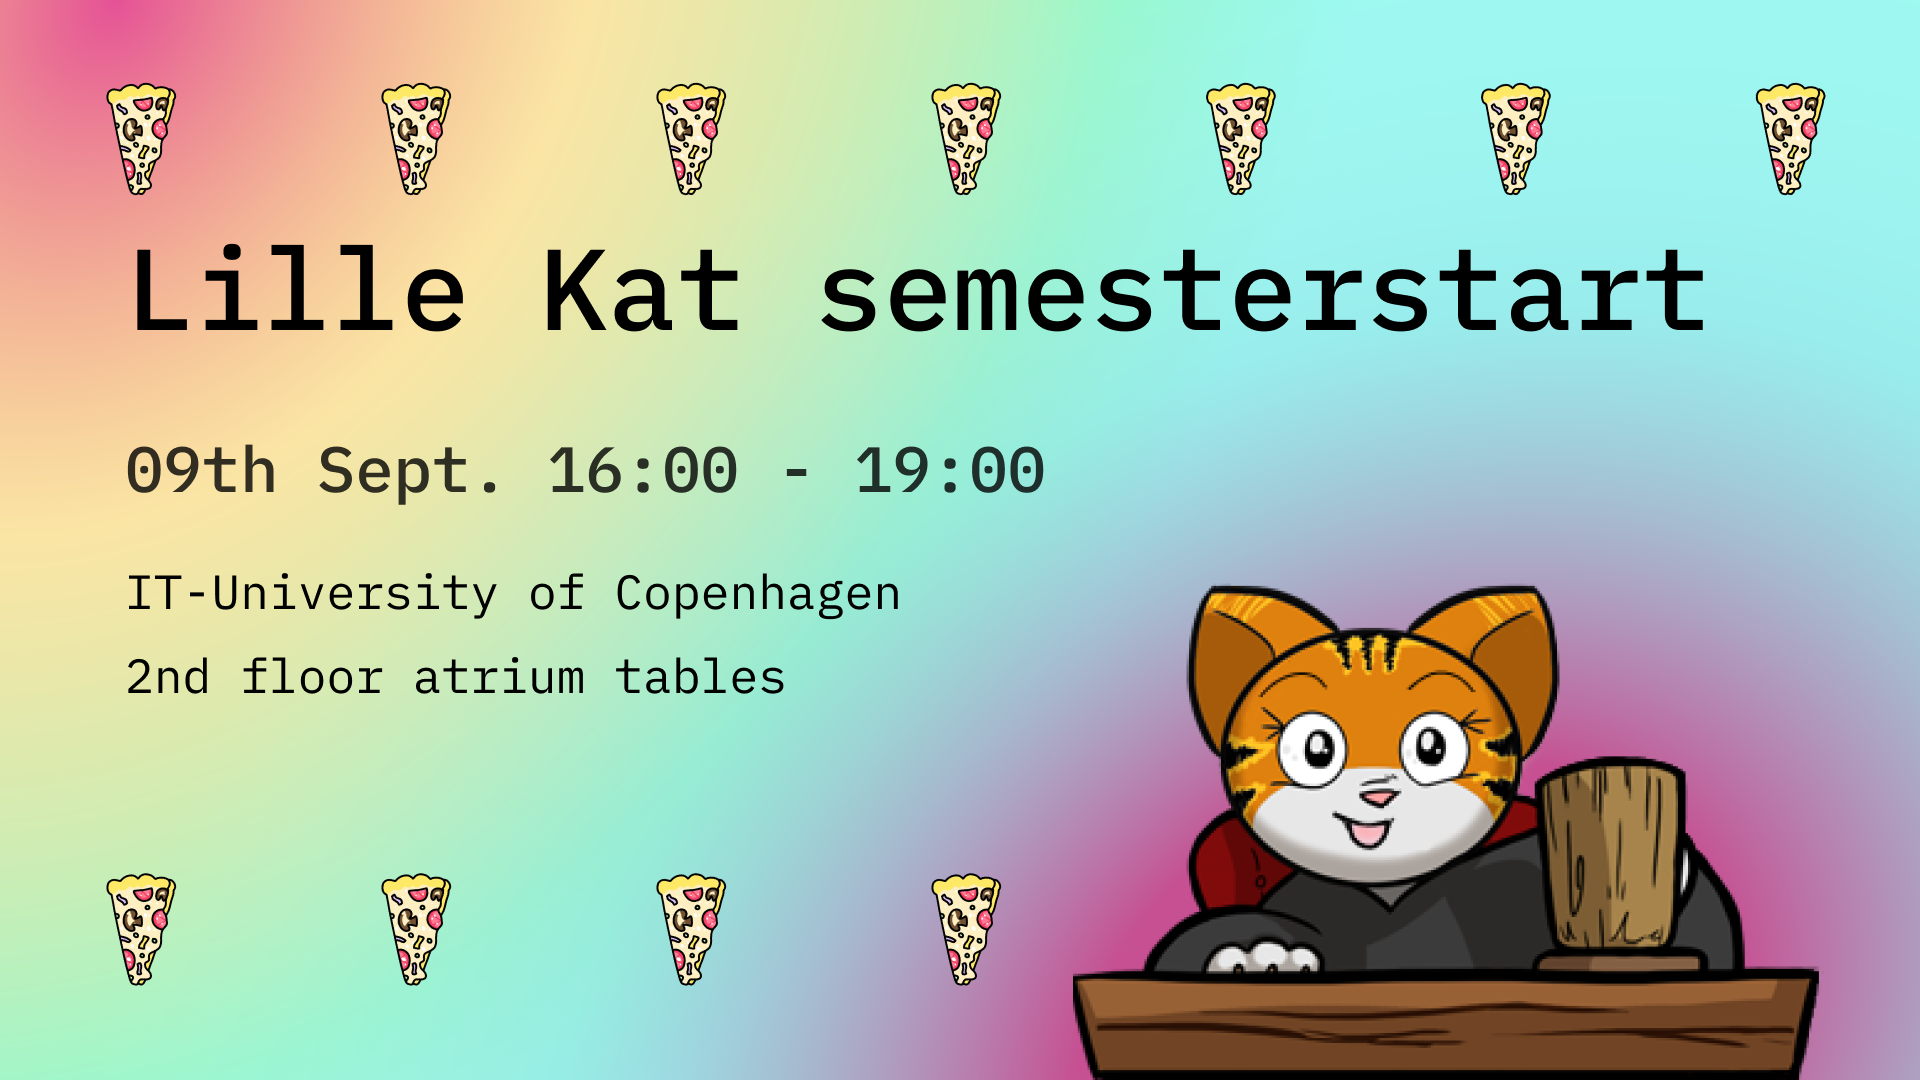 Lille Kat semesterstart
09th Sept. 16:00 - 19:00
IT-University of Copenhagen
2nd floor atrium tables